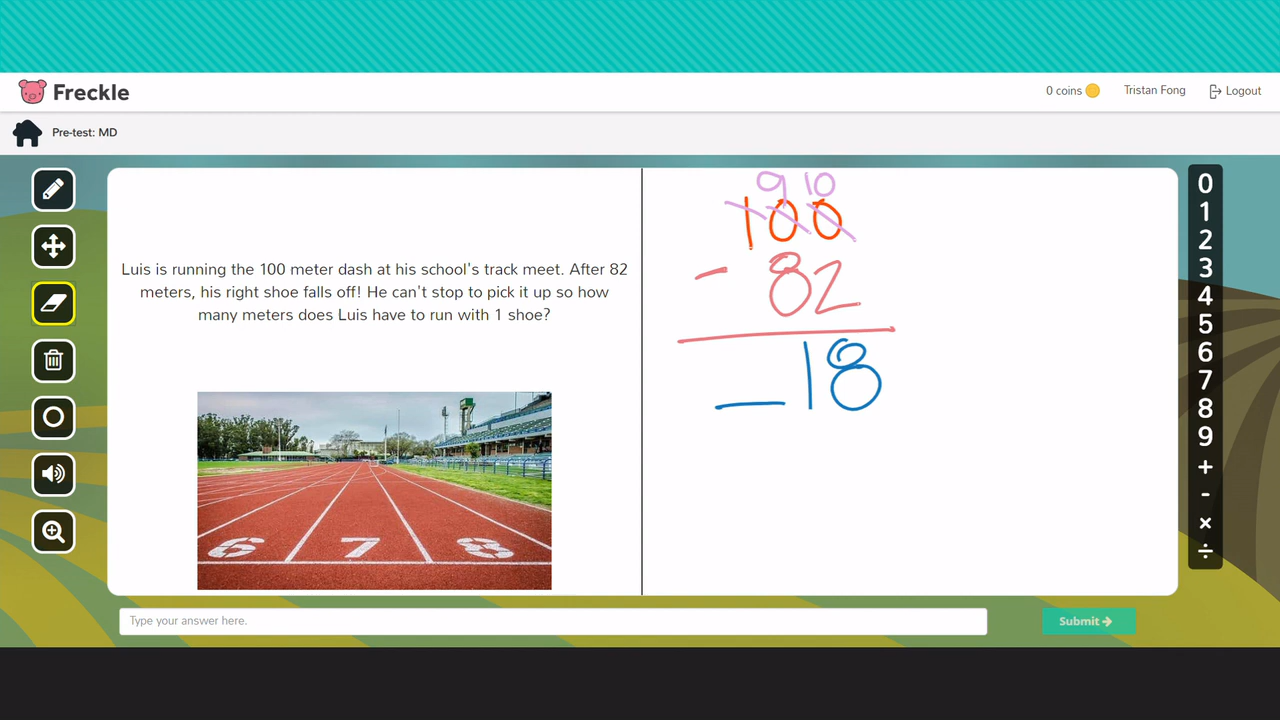 Freckle
0 coins
Tristan Fong
Logout
Pre-test: MD
Luis is running the 100 meter dash at his school's track meet. After 82
meters, his right shoe falls off! He can't stop to pick it up so how
many meters does Luis have to run with 1 shoe?
6 7 8
9 10
100
- 82
18
0
1
2
3
4
5
6
7
8
9
+
-
×
÷
Type your answer here.
Submit